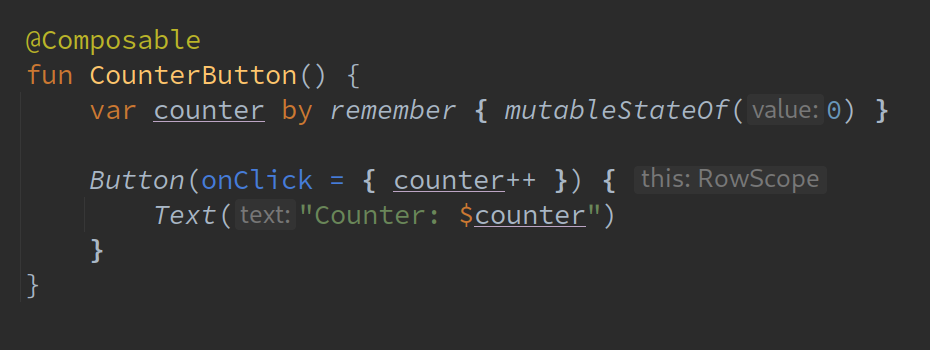 @Composable
fun CounterButton() {
    var counter by remember { mutableStateOf( value: 0) }
    Button(onClick = { counter++ }) { this: RowScope
        Text( text: "Counter: $counter")
    }
}